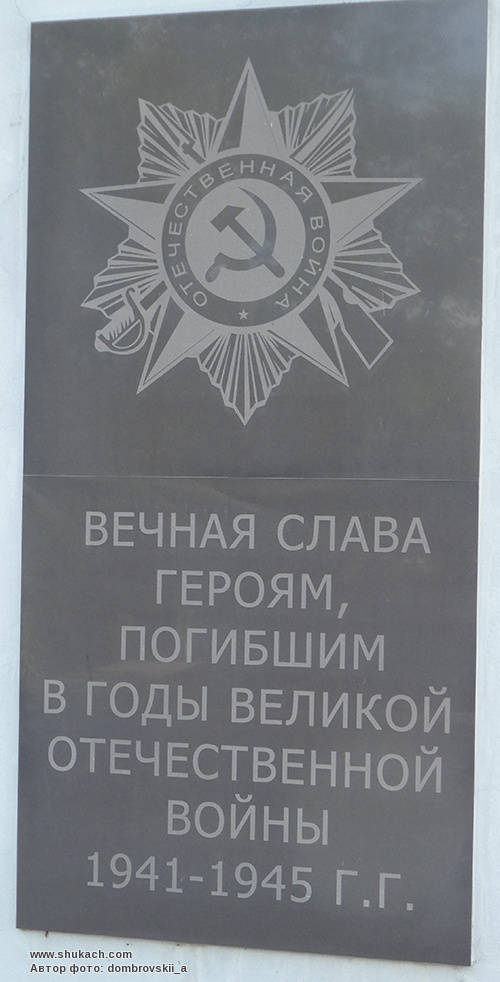 ОТЕЧЕСТВЕННАЯ ВОЙНА
ВЕЧНАЯ СЛАВА
ГЕРОЯМ,
ПОГИБШИМ
В ГОДЫ ВЕЛИКОЙ
ОТЕЧЕСТВЕННОЙ
ВОЙНЫ
1941-1945 Г.Г.
www.shukach.com
Автор фото: dombrovskii_a